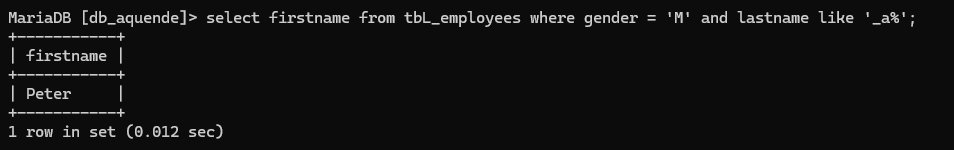 MariaDB [db_aquende]> select firstname from tbL_employees where gender = 'M' and lastname like '_a%';
+-----------+
| firstname |
+-----------+
| Peter     |
+-----------+
1 row in set (0.012 sec)